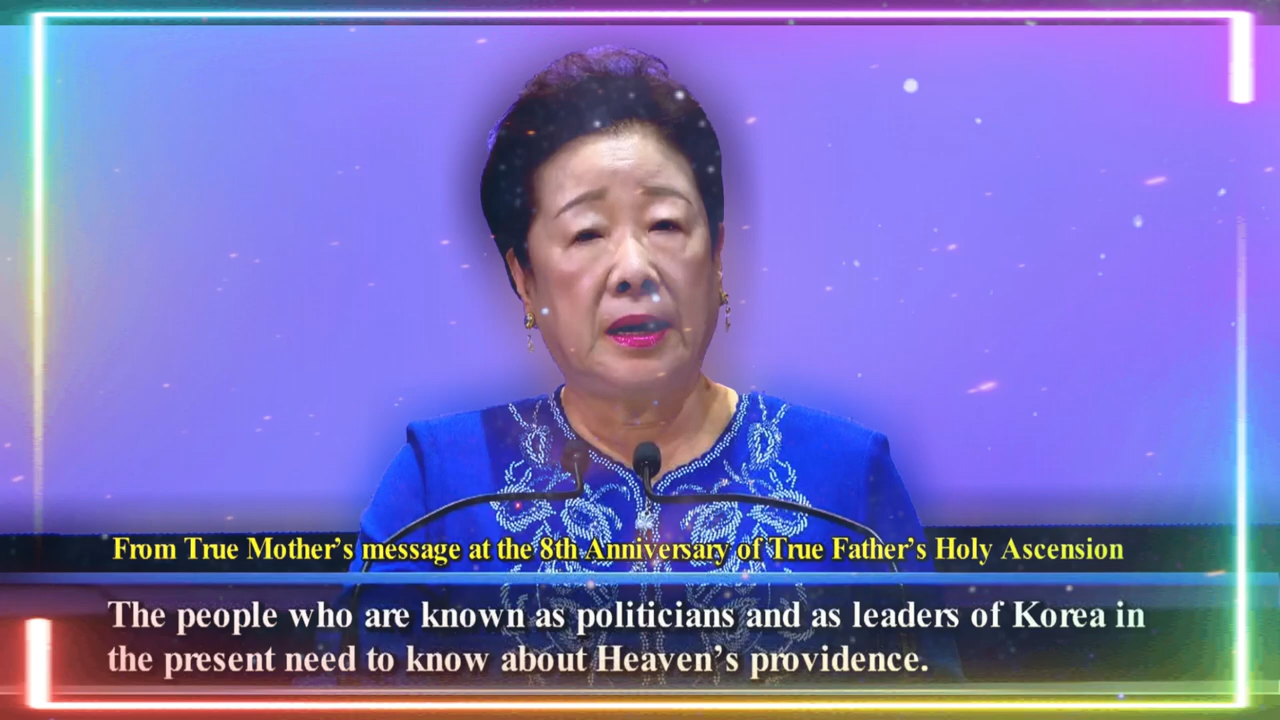 From True Mother's message at the 8th Anniversary of True Father's Holy Ascension
The people who are known as politicians and as leaders of Korea in
the present need to know about Heaven's providence.